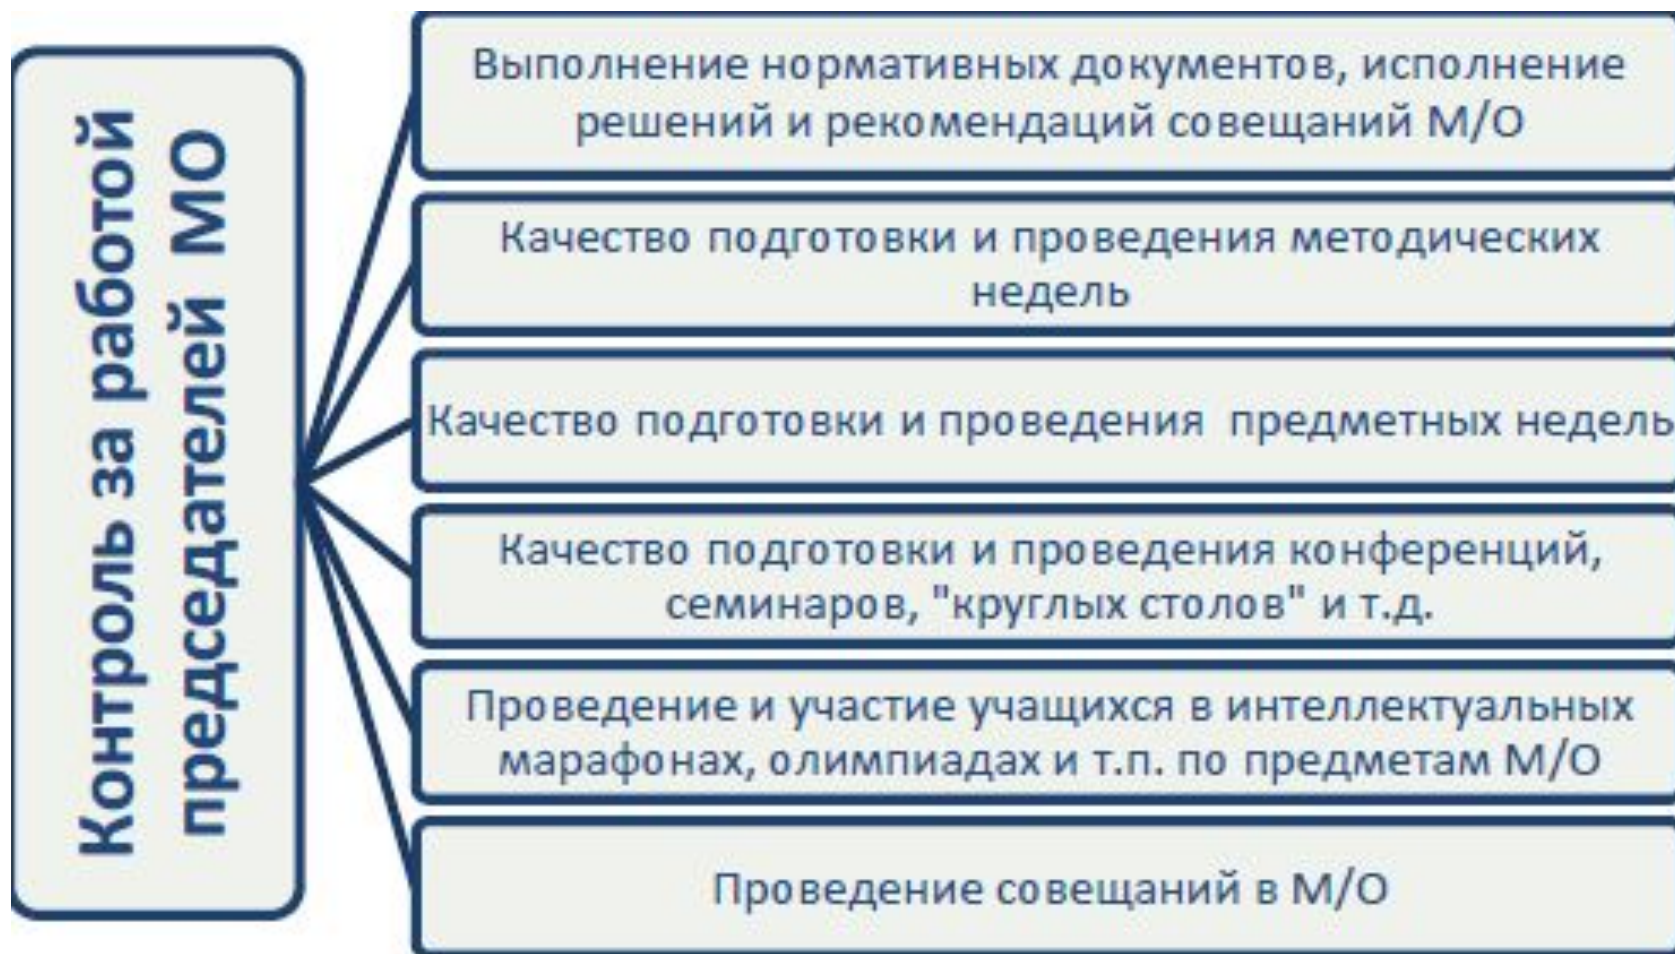 Контроль за работой
председателей МО
Выполнение нормативных документов, исполнение
решений и рекомендаций совещаний М/О
Качество подготовки и проведения методических
недель
Качество подготовки и проведения предметных недель
Качество подготовки и проведения конференций,
семинаров, "круглых столов" и т.д.
Проведение и участие учащихся в интеллектуальных
марафонах, олимпиадах и т.п. по предметам М/О
Проведение совещаний в М/О